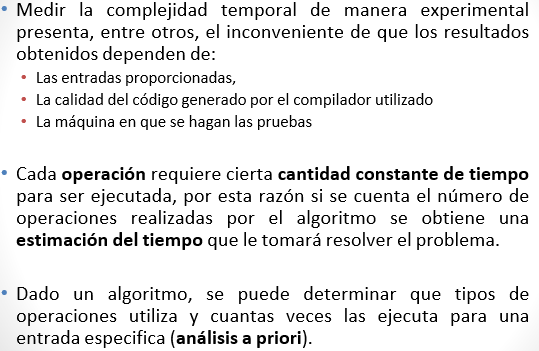 • Medir la complejidad temporal de manera experimental
presenta, entre otros, el inconveniente de que los resultados
obtenidos dependen de:
• Las entradas proporcionadas,
• La calidad del código generado por el compilador utilizado
• La máquina en que se hagan las pruebas
• Cada operación requiere cierta cantidad constante de tiempo
para ser ejecutada, por esta razón si se cuenta el número de
operaciones realizadas por el algoritmo se obtiene una
estimación del tiempo que le tomará resolver el problema.
• Dado un algoritmo, se puede determinar que tipos de
operaciones utiliza y cuantas veces las ejecuta para una
entrada especifica (análisis a priori).